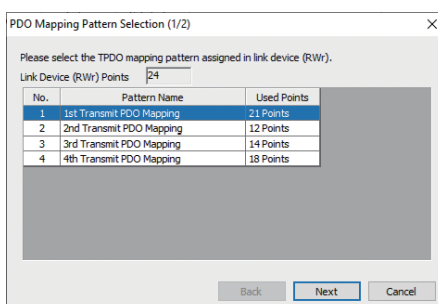 PDO Mapping Pattern Selection (1/2)
Please select the TPDO mapping pattern assigned in link device (RWr).
Link Device (RWr) Points 24
No. Pattern Name Used Points
1 1st Transmit PDO Mapping 21 Points
2 2nd Transmit PDO Mapping 12 Points
3 3rd Transmit PDO Mapping 14 Points
4 4th Transmit PDO Mapping 18 Points
Back Next Cancel